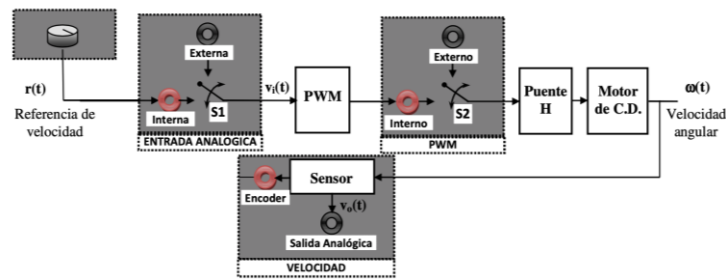 Externa
Externo
r(t)
Referencia de
velocidad
Interna
S1
ENTRADA ANALOGICA
vi(t)
PWM
Interno
S2
PWM
Puente
H
Motor
de C.D.
ω(t)
Velocidad
angular
Encoder
Sensor
vo(t)
Salida Analógica
VELOCIDAD